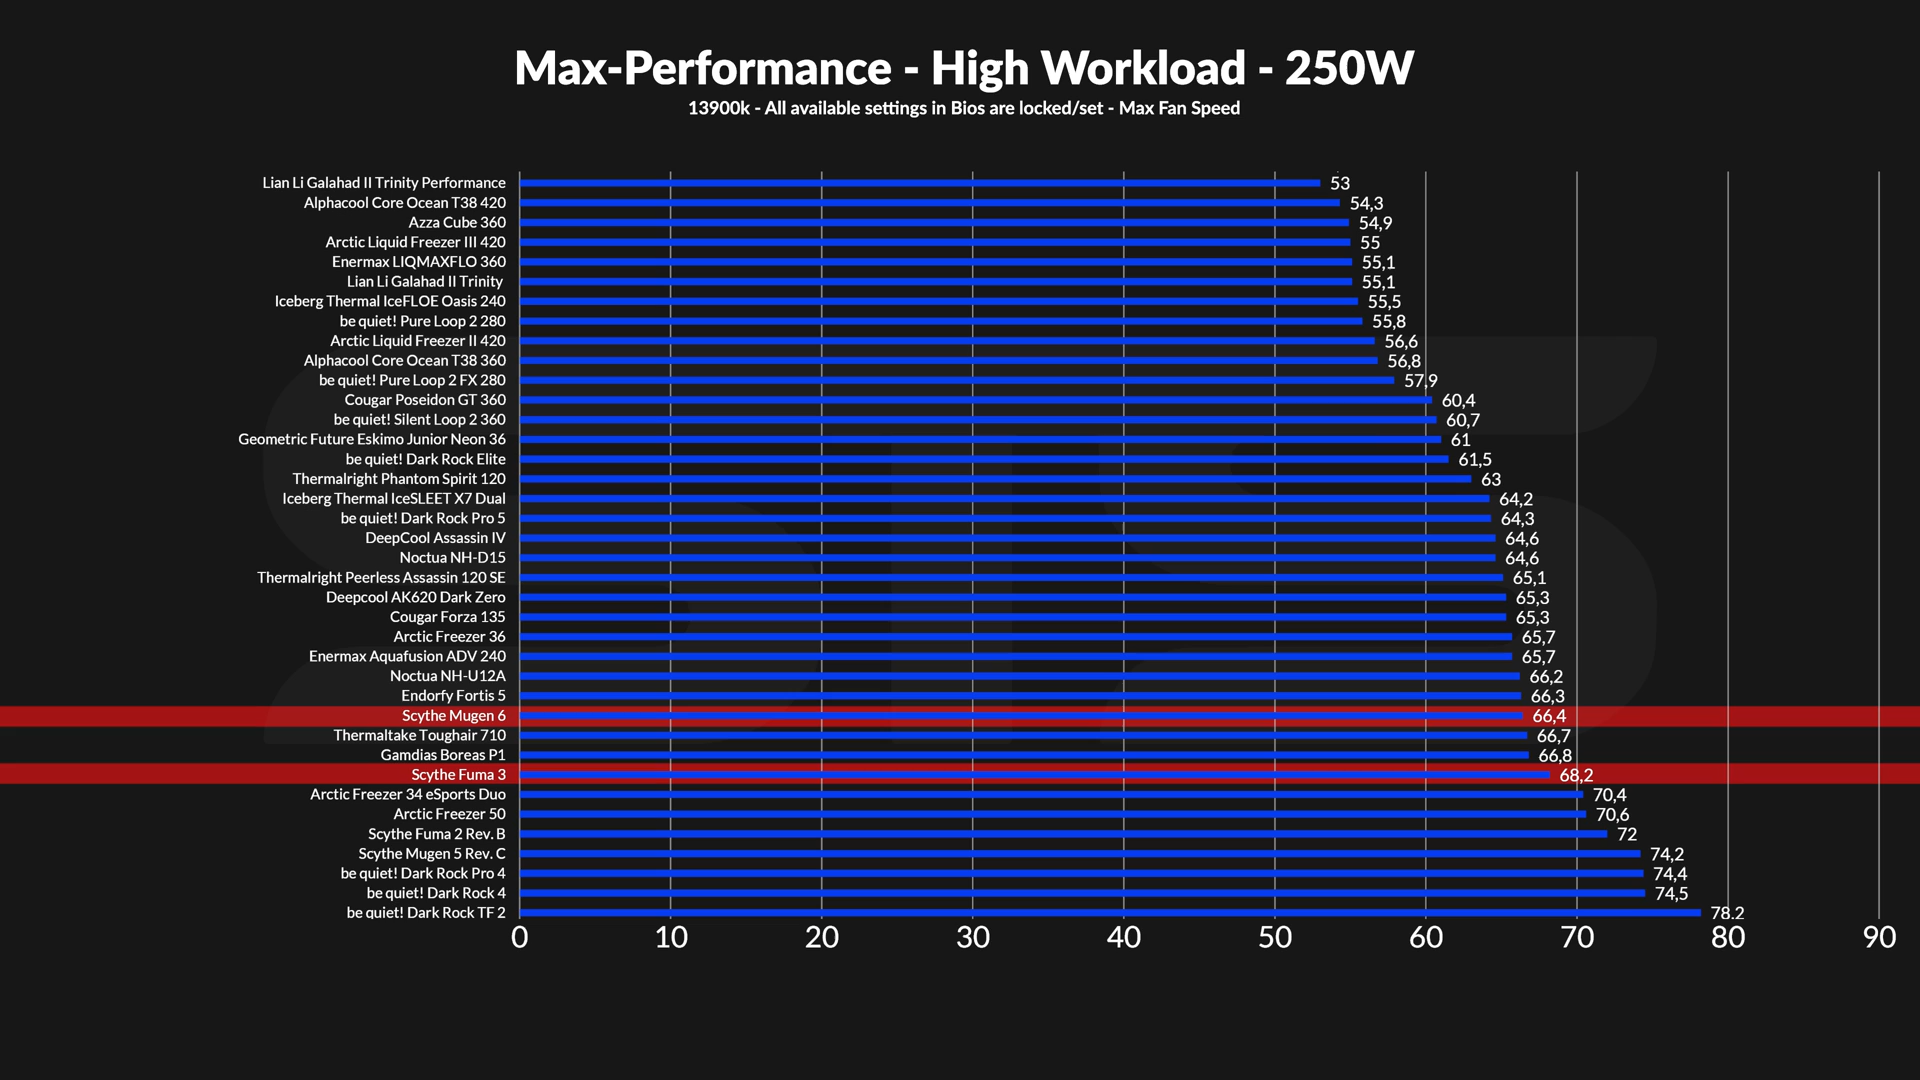 Max-Performance - High Workload - 250W
13900k - All available settings in Bios are locked/set - Max Fan Speed
Lian Li Galahad II Trinity Performance 53
Alphacool Core Ocean T38 420 54,3
Azza Cube 360 54,9
Arctic Liquid Freezer III 420 55
Enermax LIQMAXFLO 360 55,1
Lian Li Galahad II Trinity 55,1
Iceberg Thermal IceFLOE Oasis 240 55,5
be quiet! Pure Loop 2 280 55,8
Arctic Liquid Freezer II 420 56,6
Alphacool Core Ocean T38 360 56,8
be quiet! Pure Loop 2 FX 280 57,9
Cougar Poseidon GT 360 60,4
be quiet! Silent Loop 2 360 60,7
Geometric Future Eskimo Junior Neon 36 61
be quiet! Dark Rock Elite 61,5
Thermalright Phantom Spirit 120 63
Iceberg Thermal IceSLEET X7 Dual 64,2
be quiet! Dark Rock Pro 5 64,3
DeepCool Assassin IV 64,6
Noctua NH-D15 64,6
Thermalright Peerless Assassin 120 SE 65,1
Deepcool AK620 Dark Zero 65,3
Cougar Forza 135 65,3
Arctic Freezer 36 65,7
Enermax Aquafusion ADV 240 65,7
Noctua NH-U12A 66,2
Endorfy Fortis 5 66,3
Scythe Mugen 6 66,4
Thermaltake Toughair 710 66,7
Gamdias Boreas P1 66,8
Scythe Fuma 3 68,2
Arctic Freezer 34 eSports Duo 70,4
Arctic Freezer 50 70,6
Scythe Fuma 2 Rev. B 72
Scythe Mugen 5 Rev. C 74,2
be quiet! Dark Rock Pro 4 74,4
be quiet! Dark Rock 4 74,5
be quiet! Dark Rock TF 2 78,2
0 10 20 30 40 50 60 70 80 90